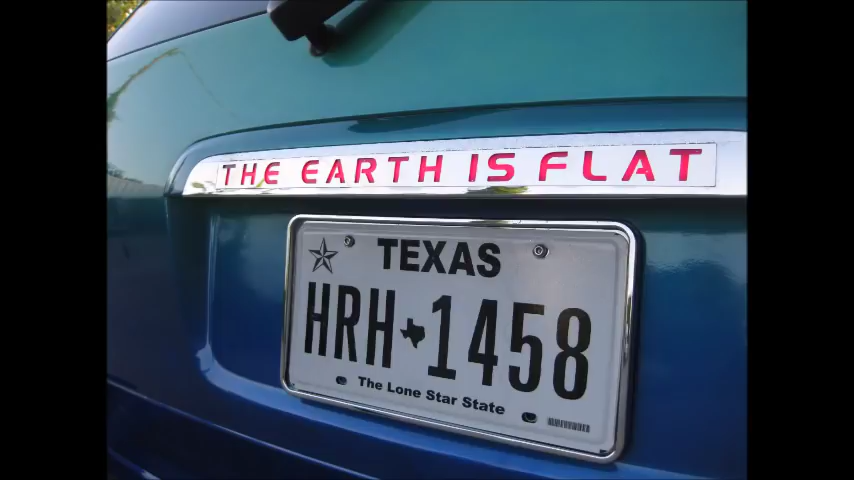 THE EARTH IS FLAT
TEXAS
HRH 1458
The Lone Star State